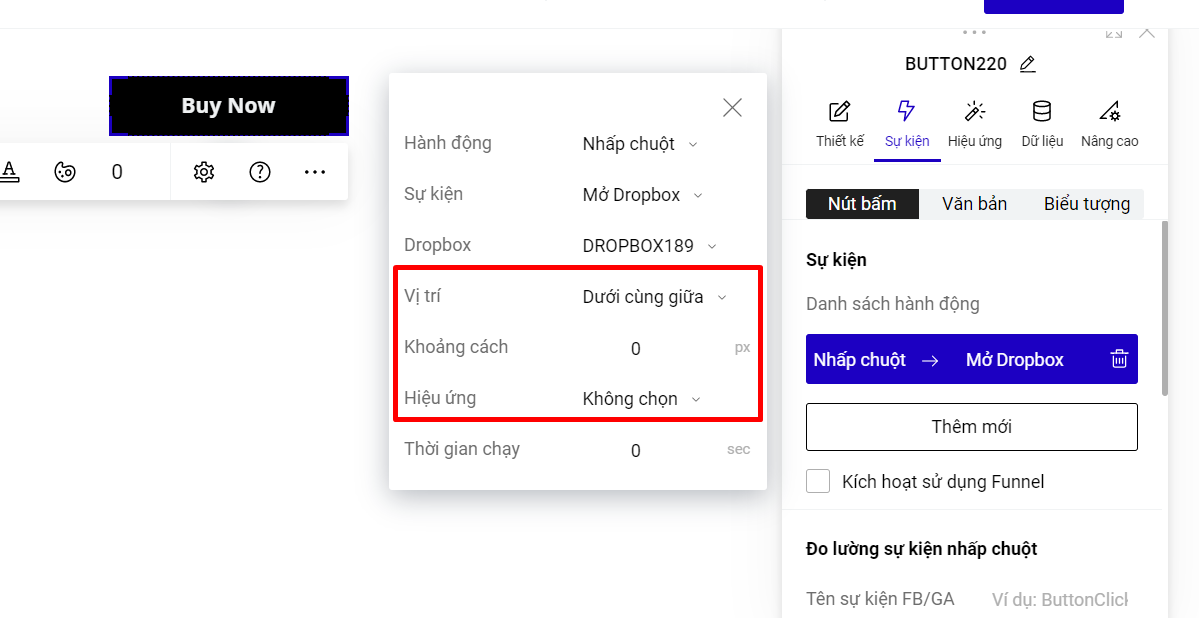 Buy Now
0
Hành động Nhấp chuột
Sự kiện Mở Dropbox
Dropbox DROPBOX189
Vị trí Dưới cùng giữa
Khoảng cách 0 px
Hiệu ứng Không chọn
Thời gian chạy 0 sec
BUTTON220
Thiết kế Sự kiện Hiệu ứng Dữ liệu Nâng cao
Nút bấm Văn bản Biểu tượng
Sự kiện
Danh sách hành động
Nhấp chuột → Mở Dropbox
Thêm mới
Kích hoạt sử dụng Funnel
Đo lường sự kiện nhấp chuột
Tên sự kiện FB/GA Ví dụ: ButtonClick